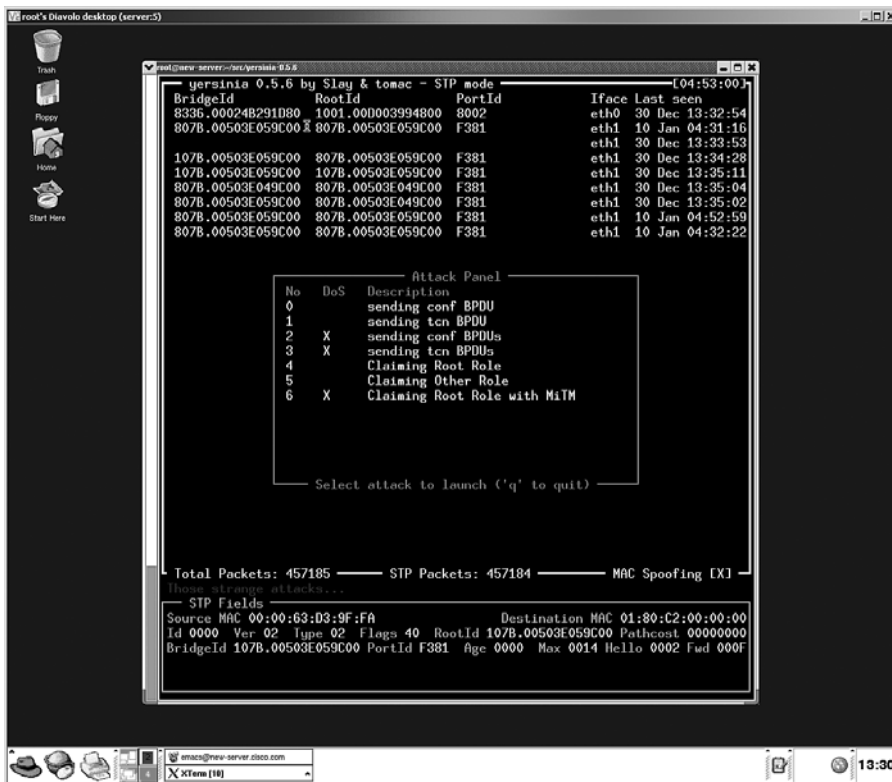 root's Diavolo desktop (server:5)
Trash
Floppy
Home
Start Here
root@new-server:~/src/yersinia-0.5.6
yersinia 0.5.6 by Slay & tomac - STP mode [04:53:00]
BridgeId RootId PortId Iface Last seen
8336.00024B291D80 1001.00D003994800 8002 eth0 30 Dec 13:32:54
807B.00503E059C00 807B.00503E059C00 F381 eth1 10 Jan 04:31:16
eth1 30 Dec 13:33:53
107B.00503E059C00 807B.00503E059C00 F381 eth1 30 Dec 13:34:28
107B.00503E059C00 107B.00503E059C00 F381 eth1 30 Dec 13:35:11
807B.00503E049C00 807B.00503E049C00 F381 eth1 30 Dec 13:35:04
807B.00503E059C00 807B.00503E049C00 F381 eth1 30 Dec 13:35:02
807B.00503E059C00 807B.00503E059C00 F381 eth1 10 Jan 04:52:59
807B.00503E059C00 807B.00503E059C00 F381 eth1 10 Jan 04:32:22
Attack Panel
No DoS Description
0 sending conf BPDU
1 sending tcn BPDU
2 X sending conf BPDUs
3 X sending tcn BPDUs
4 Claiming Root Role
5 Claiming Other Role
6 X Claiming Root Role with MiTM
Select attack to launch ('q' to quit)
Total Packets: 457185 STP Packets: 457184 MAC Spoofing [X]
Those strange attacks...
STP Fields
Source MAC 00:00:63:D3:9F:FA Destination MAC 01:80:C2:00:00:00
Id 0000 Ver 02 Type 02 Flags 40 RootId 107B.00503E059C00 Pathcost 00000000
BridgeId 107B.00503E059C00 PortId F381 Age 0000 Max 0014 Hello 0002 Fwd 000F
emacs@new-server.cisco.com
XTerm [10]
4
13:30